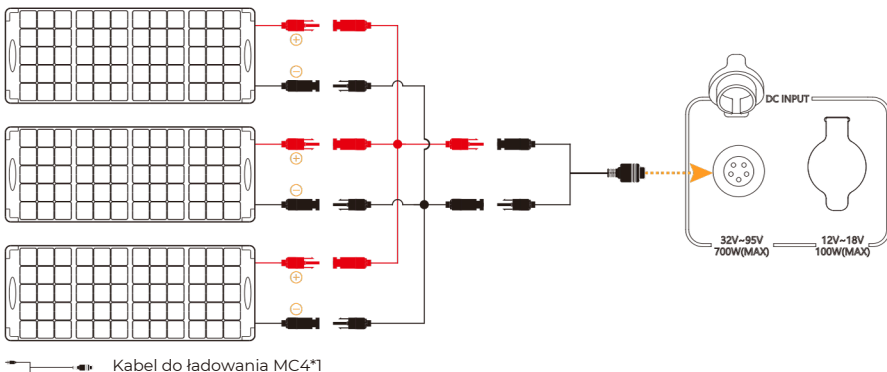 DC INPUT
32V~95V
700W(MAX)
12V~18V
100W(MAX)
Kabel do ładowania MC4*1